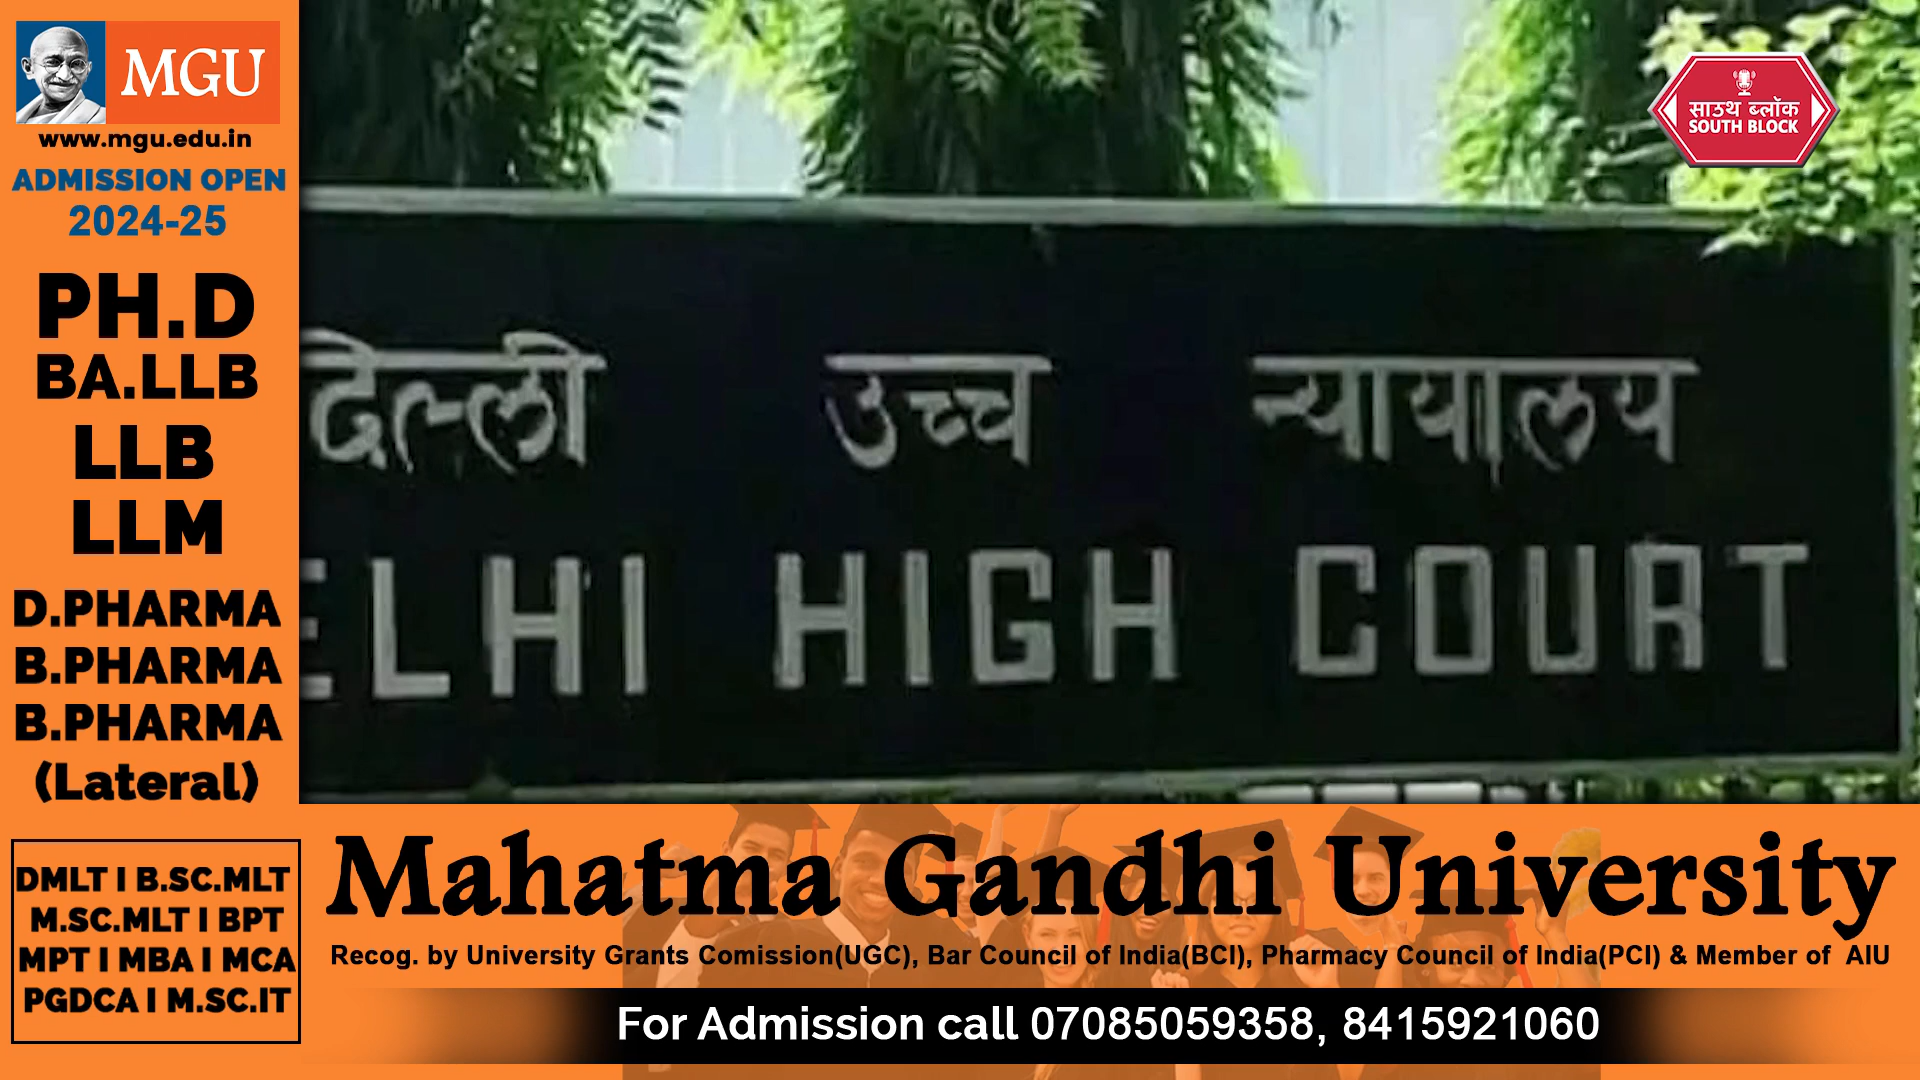 MGU
www.mgu.edu.in
ADMISSION OPEN
2024-25
PH.D
BA.LLB
LLB
LLM
D.PHARMA
B.PHARMA
B.PHARMA
(Lateral)
DMLT I B.SC.MLT
M.SC.MLT I BPT
MPT I MBA I MCA
PGDCA I M.SC.IT
साउथ ब्लॉक
SOUTH BLOCK
दिल्ली उच्च न्यायालय
ELHI HIGH COURT
Mahatma Gandhi University
Recog. by University Grants Comission(UGC), Bar Council of India(BCI), Pharmacy Council of India(PCI) & Member of AIU
For Admission call 07085059358, 8415921060